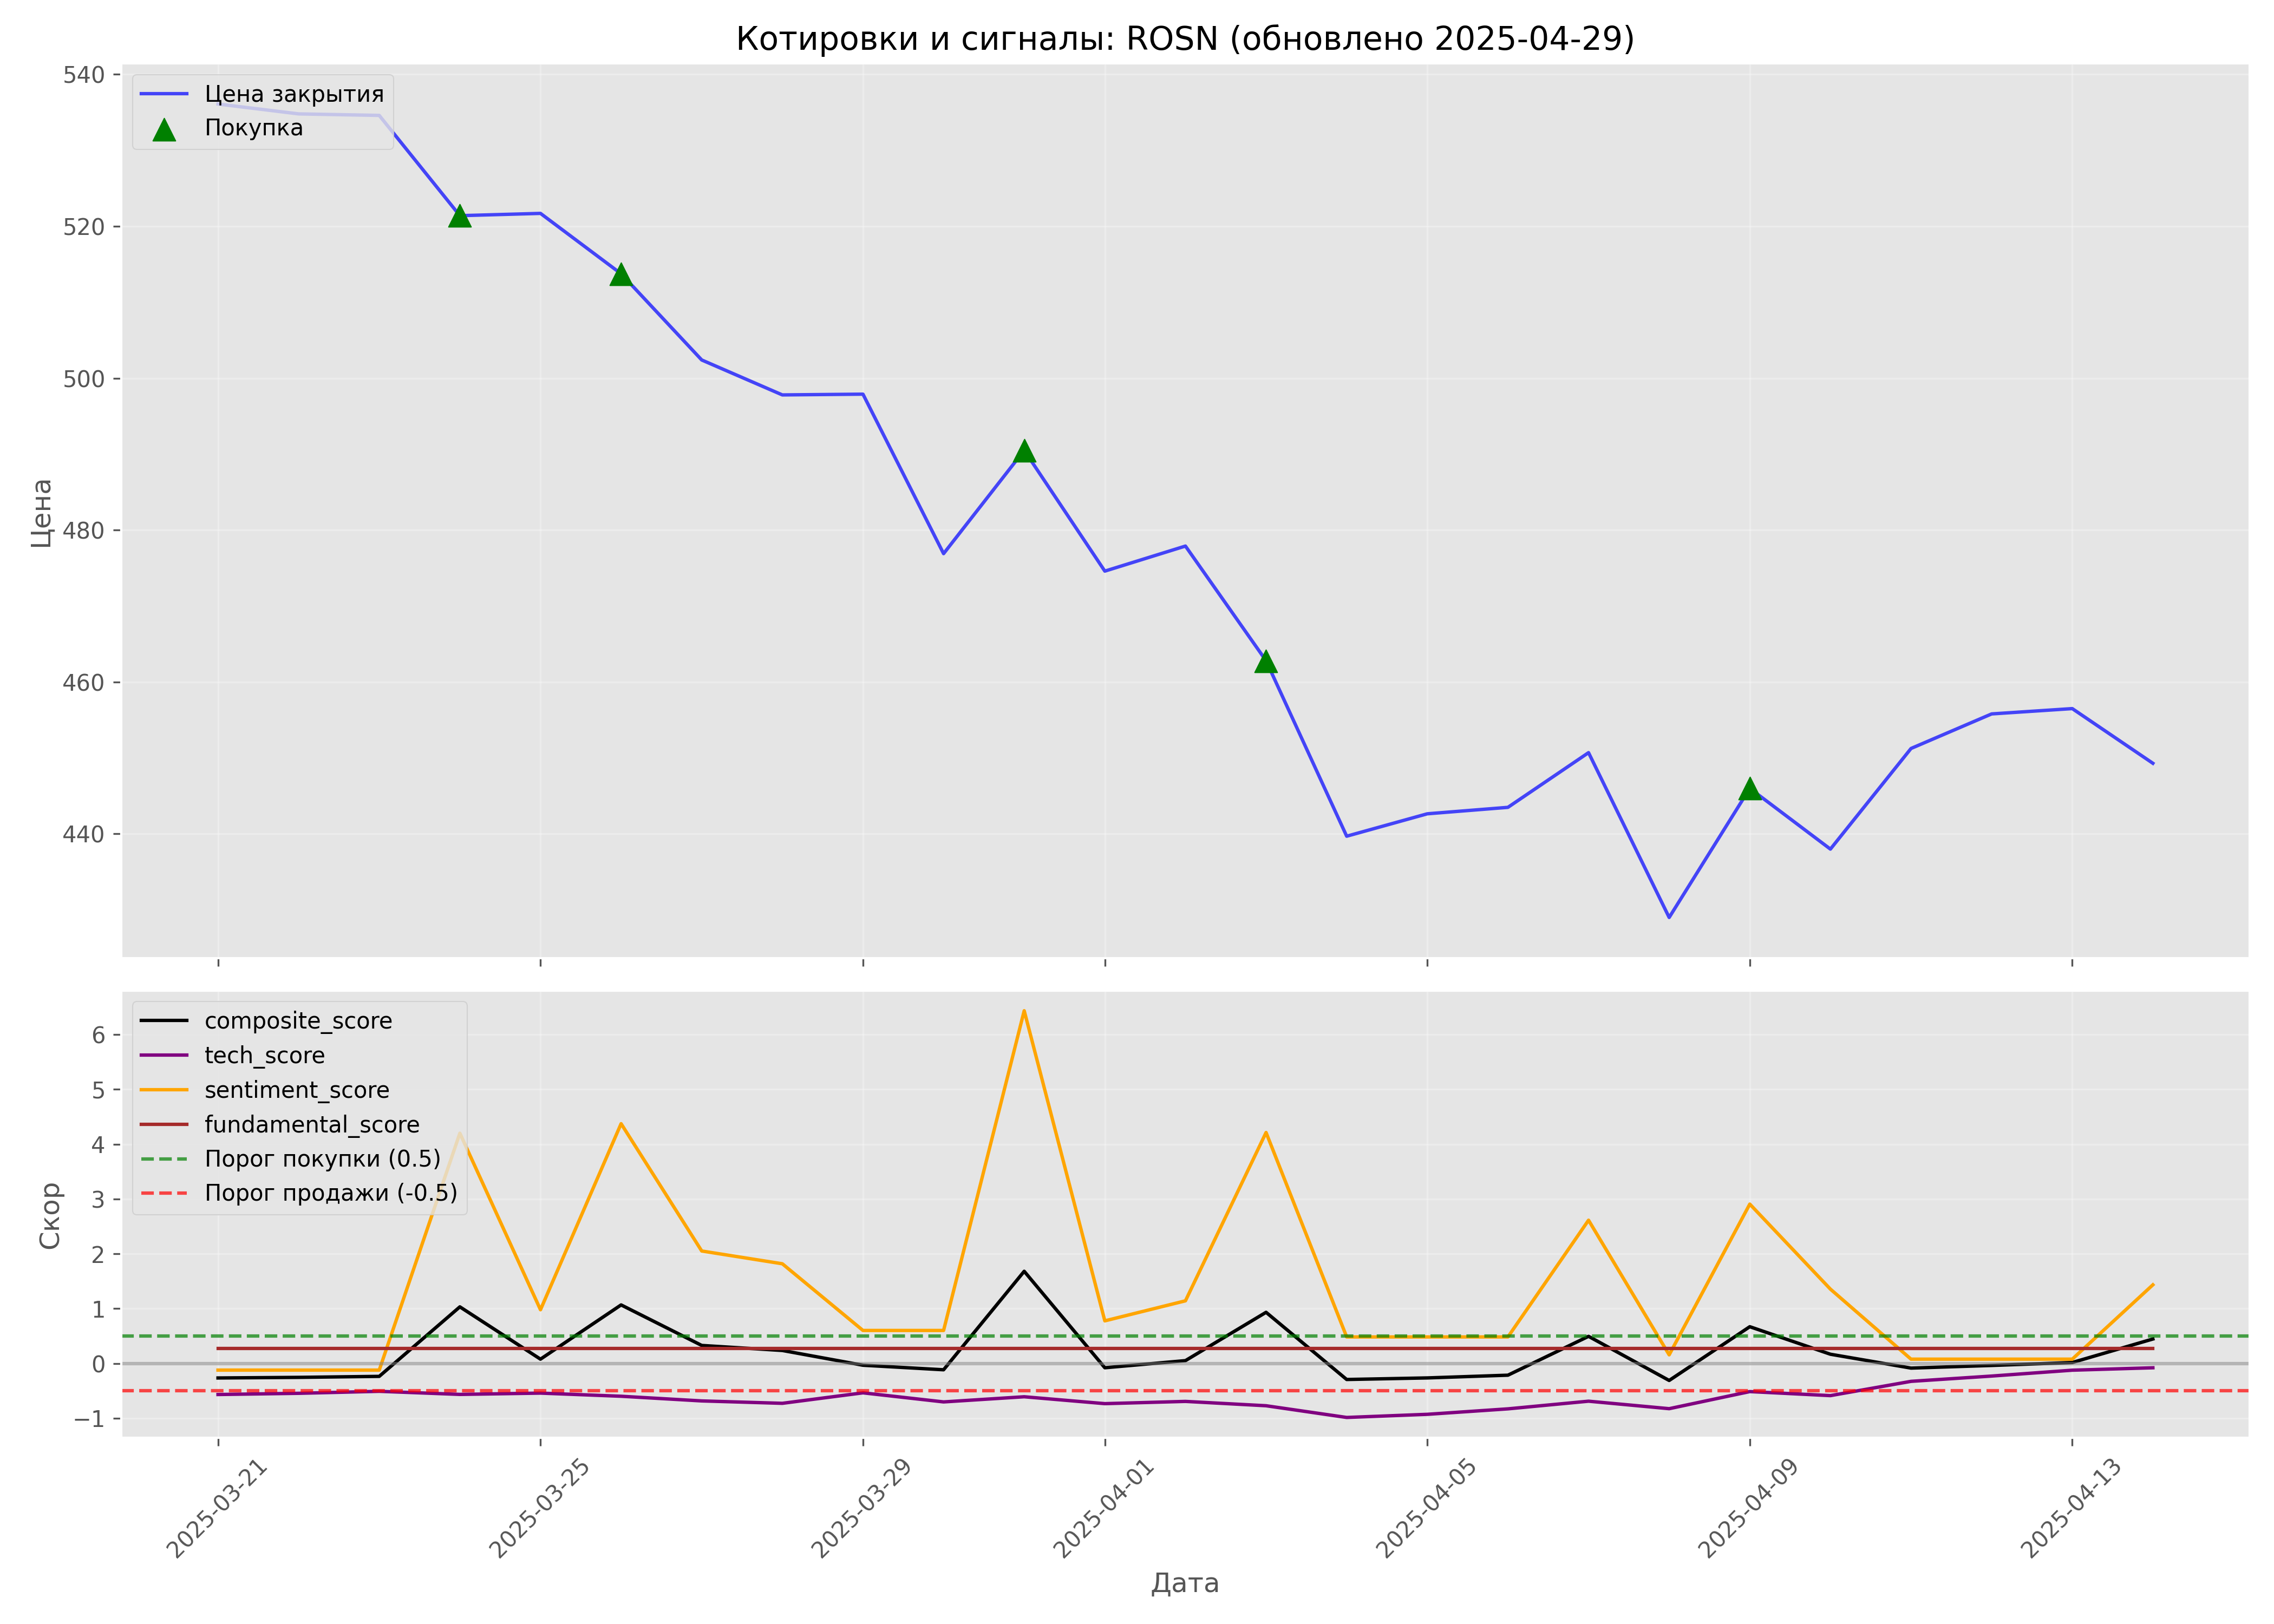 Котировки и сигналы: ROSN (обновлено 2025-04-29)
Цена закрытия
Покупка
540
520
500
480
460
440
Цена
composite_score
tech_score
sentiment_score
fundamental_score
Порог покупки (0.5)
Порог продажи (-0.5)
6
5
4
3
2
1
0
−1
Скор
2025-03-21
2025-03-25
2025-03-29
2025-04-01
2025-04-05
2025-04-09
2025-04-13
Дата